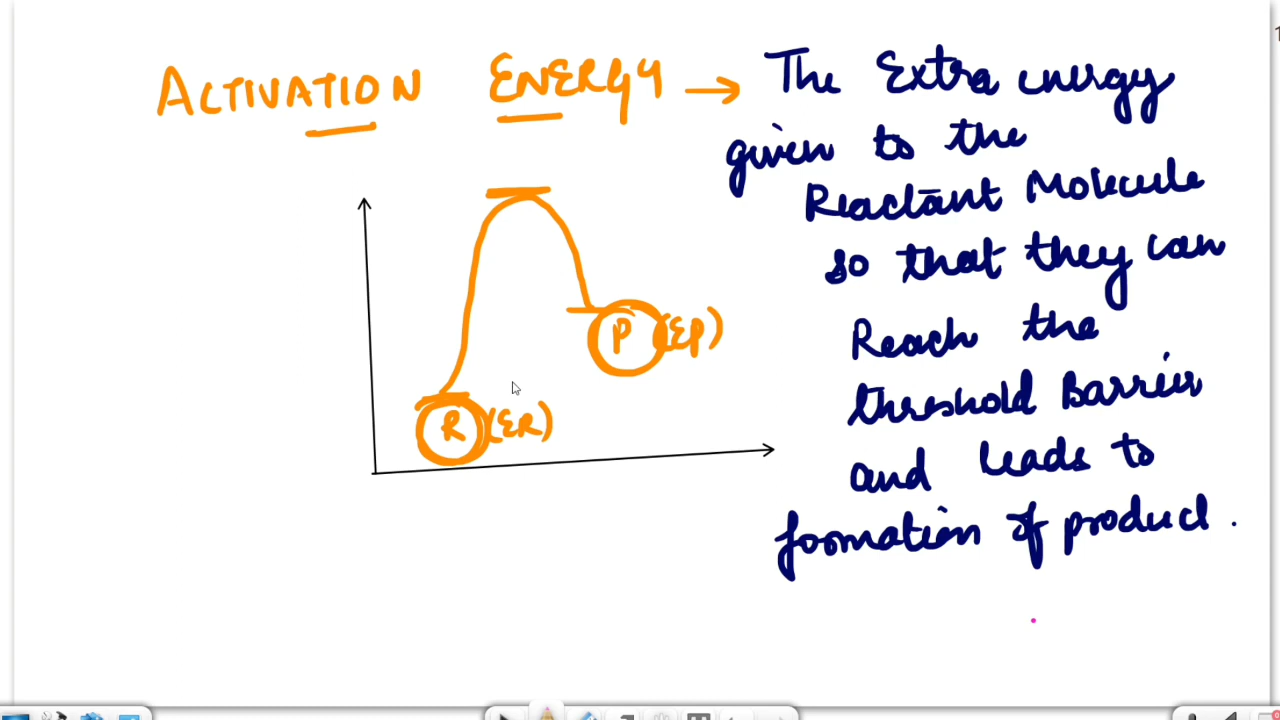 ACTIVATION ENERGY → The Extra energy
given to the
Reactant Molecule
so that they can
Reach the
threshold Barrier
and leads to
formation of product.
P (EP)
R (ER)